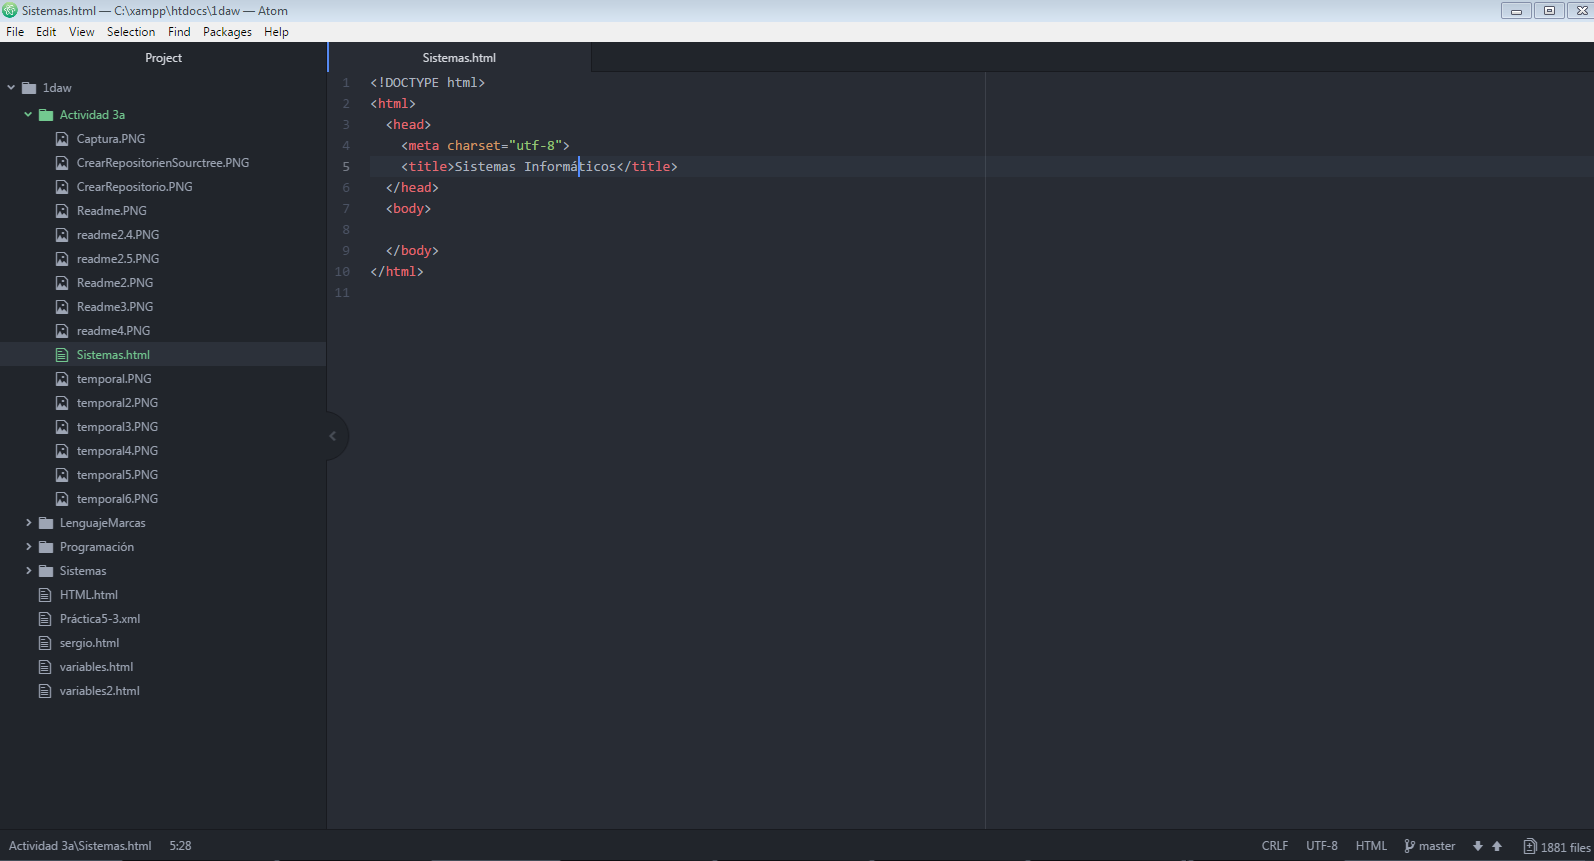 Sistemas.html — C:\xampp\htdocs\1daw — Atom
File Edit View Selection Find Packages Help
Project
1daw
Actividad 3a
Captura.PNG
CrearRepositorienSourctree.PNG
CrearRepositorio.PNG
Readme.PNG
readme2.4.PNG
readme2.5.PNG
Readme2.PNG
Readme3.PNG
readme4.PNG
Sistemas.html
temporal.PNG
temporal2.PNG
temporal3.PNG
temporal4.PNG
temporal5.PNG
temporal6.PNG
LenguajeMarcas
Programación
Sistemas
HTML.html
Práctica5-3.xml
sergio.html
variables.html
variables2.html
Sistemas.html
1 <!DOCTYPE html>
2 <html>
3 <head>
4 <meta charset="utf-8">
5 <title>Sistemas Informáticos</title>
6 </head>
7 <body>
8
9 </body>
10 </html>
11
Actividad 3a\Sistemas.html 5:28 CRLF UTF-8 HTML master 1881 files